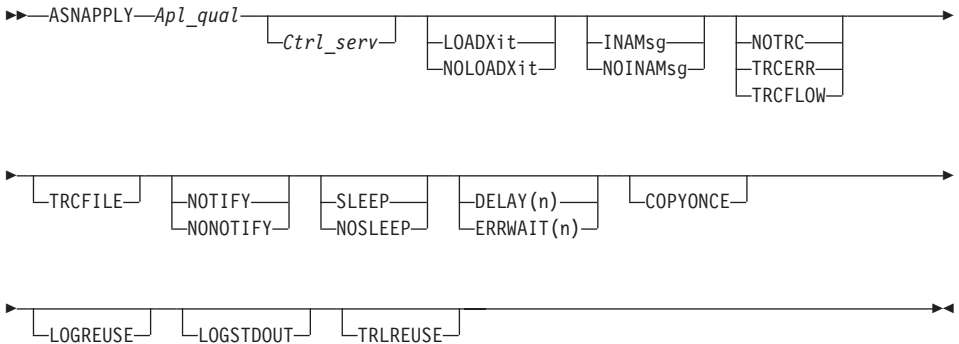 ASNAPPLY Apl_qual
Ctrl_serv LOADXit INAMsg NOTRC
NOLOADXit NOINAMsg TRCERR
TRCFLOW
TRCFILE NOTIFY SLEEP DELAY(n) COPYONCE
NONOTIFY NOSLEEP ERRWAIT(n)
LOGREUSE LOGSTDOUT TRLREUSE